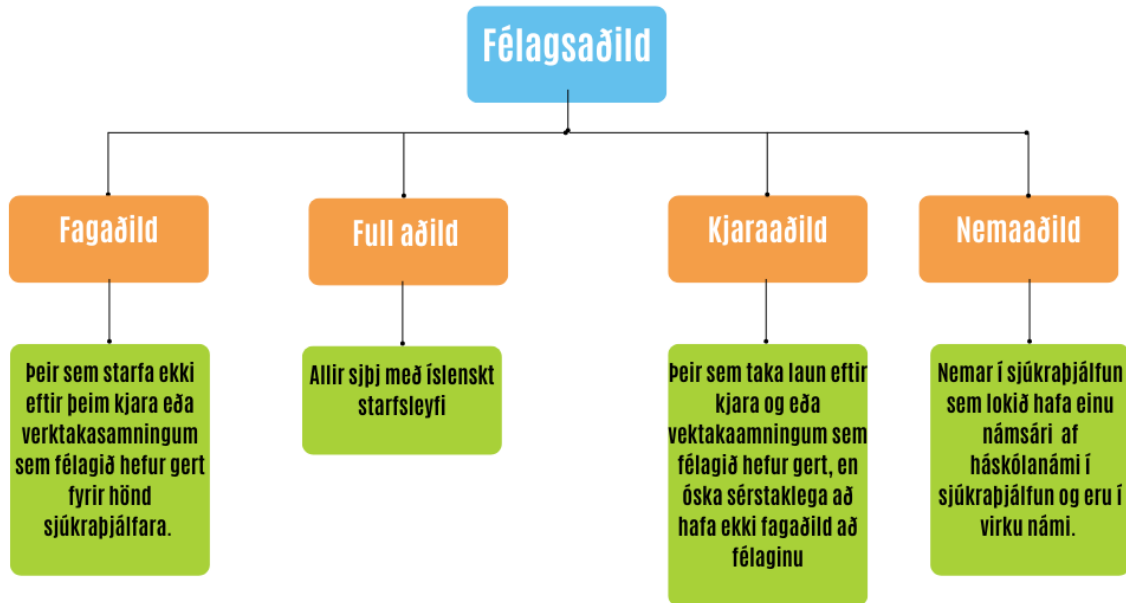 Félagsaðild
Fagaðild
Full aðild
Kjaraaðild
Nemaaðild
Þeir sem starfa ekki
eftir þeim kjara eða
verktakasamningum
sem félagið hefur gert
fyrir hönd
sjúkraþjálfara.
Allir sjþj með íslenskt
starfsleyfi
Þeir sem taka laun eftir
kjara og eða
vektakaamningum sem
félagið hefur gert, en
óska sérstaklega að
hafa ekki fagaðild að
félaginu
Nemar í sjúkraþjálfun
sem lokið hafa einu
námsári af
háskólanámi í
sjúkraþjálfun og eru í
virku námi.